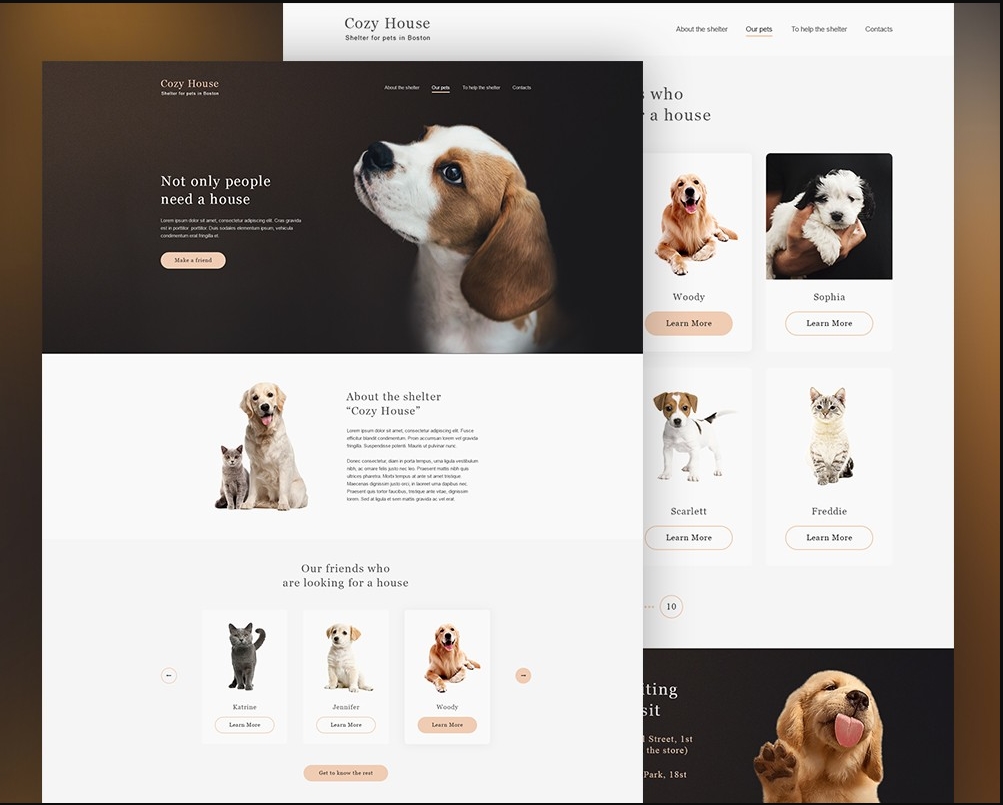 Cozy House
Shelter for pets in Boston
About the shelter
Our pets
To help the shelter
Contacts
who
a house
Woody
Learn More
Sophia
Learn More
Scarlett
Learn More
Freddie
Learn More
10
Street, 1st
the store)
Park, 18st
Cozy House
Shelter for pets in Boston
About the shelter
Our pets
To help the shelter
Contacts
Not only people
need a house
Lorem ipsum dolor sit amet, consectetur adipiscing elit. Cras gravida
est in porttitor porttitor. Duis sodales elementum ipsum, vehicula
condimentum erat fringilla et.
Make a friend
About the shelter
“Cozy House”
Lorem ipsum dolor sit amet, consectetur adipiscing elit. Fusce
efficitur blandit condimentum. Proin accumsan lorem vel gravida
fringilla. Suspendisse potenti. Mauris ut pulvinar nunc.
Donec consectetur, diam in porta tempus, urna ligula vestibulum
nibh, ac ornare felis justo nec leo. Praesent mattis nibh quis
ultrices pharetra. Morbi tempus at ante sit amet tristique.
Maecenas dignissim justo orci, in laoreet urna dapibus nec.
Praesent quis tortor faucibus, tristique ante vitae, dignissim
lorem. Sed at ligula et sem mattis gravida ac vel erat.
Our friends who
are looking for a house
Katrine
Learn More
Jennifer
Learn More
Woody
Learn More
Get to know the rest